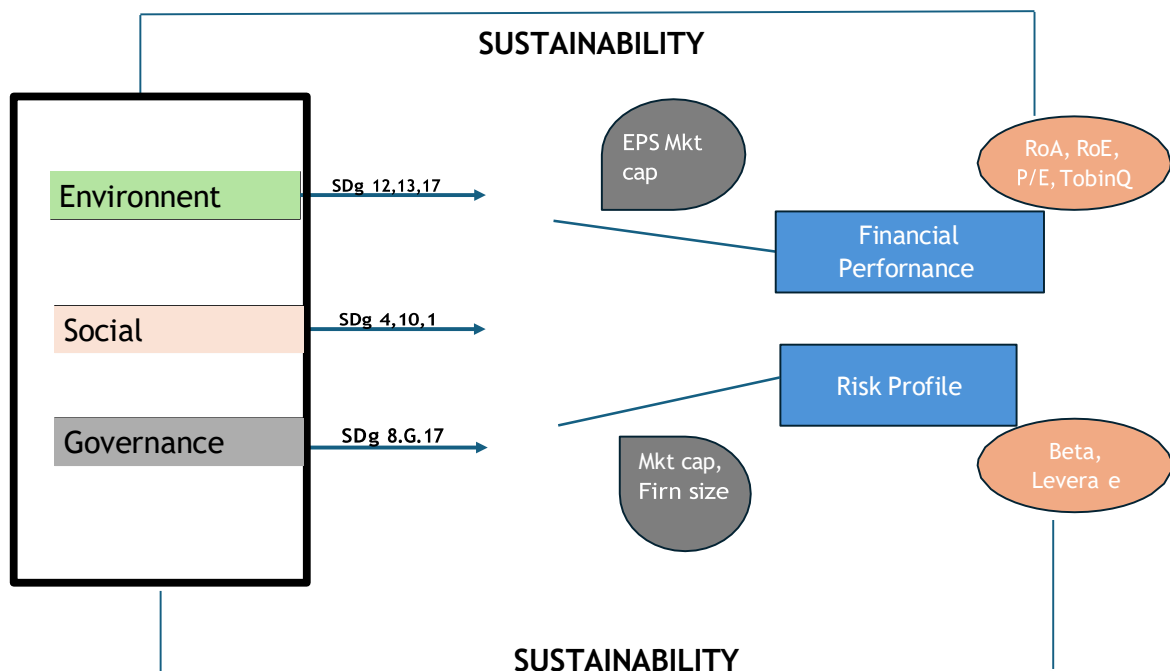 SUSTAINABILITY
EPS Mkt
cap
RoA, RoE,
P/E, TobinQ
Environnent
SDg 12,13,17
Financial
Perfornance
Social
SDg 4,10,1
Risk Profile
Governance
SDg 8.G.17
Mkt cap,
Firn size
Beta,
Levera e
SUSTAINABILITY